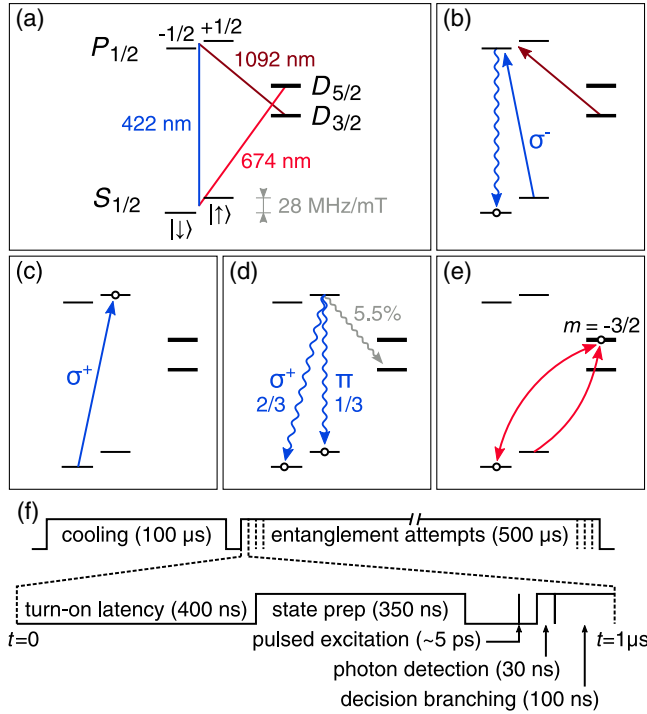 (a)
-1/2 +1/2
P1/2
1092 nm
D5/2
D3/2
422 nm
674 nm
S1/2
28 MHz/mT
|↓⟩ |↑⟩
(b)
σ-
(c)
σ+
(d)
5.5%
σ+ π
2/3 1/3
(e)
m = -3/2
(f)
cooling (100 µs)
entanglement attempts (500 µs)
turn-on latency (400 ns)
state prep (350 ns)
t=0
pulsed excitation (~5 ps)
t=1µs
photon detection (30 ns)
decision branching (100 ns)